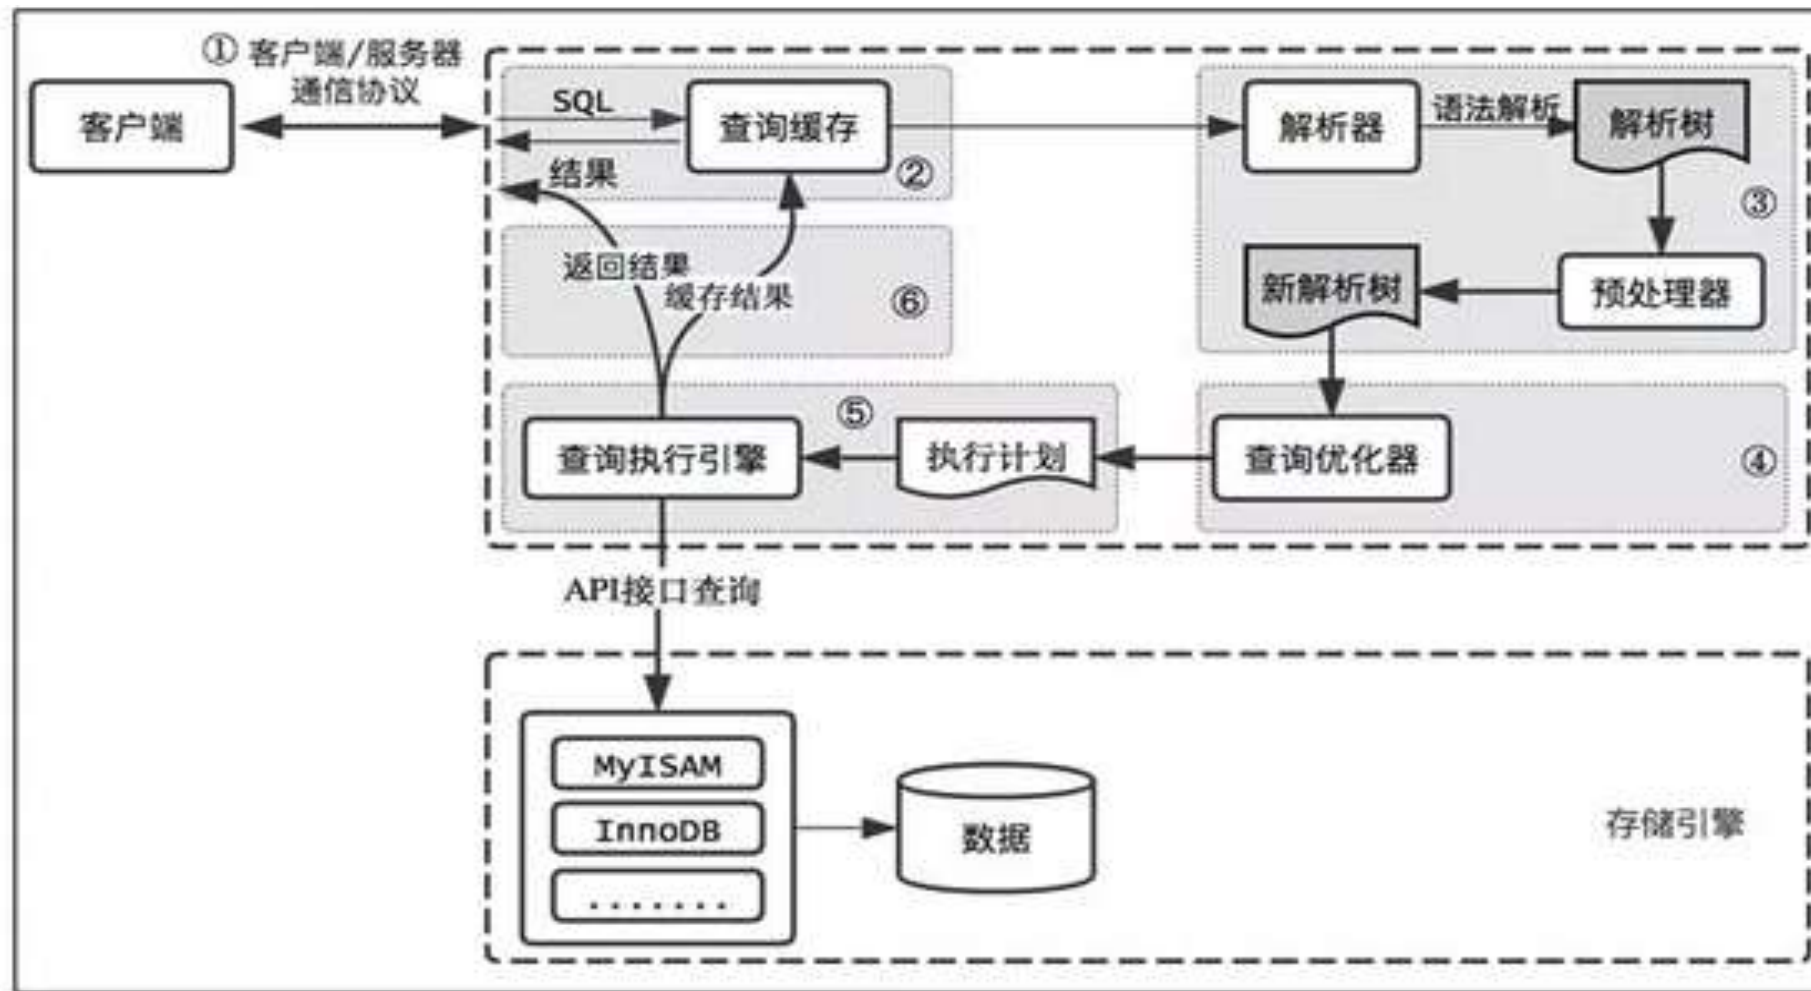 ① 客户端/服务器
通信协议
客户端
SQL
查询缓存
结果
②
解析器
语法解析
解析树
③
返回结果
缓存结果
⑥
新解析树
预处理器
查询执行引擎
⑤
执行计划
查询优化器
④
API接口查询
MyISAM
InnoDB
.......
数据
存储引擎